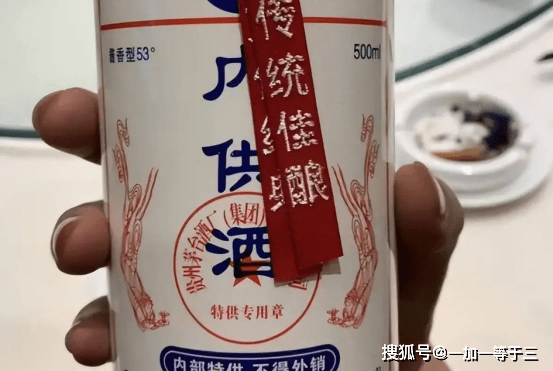 酱香型53°
500ml
内供酒
传统
酿
贵州茅台酒厂(集团)
特供专用章
内部特供 不得外销
搜狐号@一加一等于三